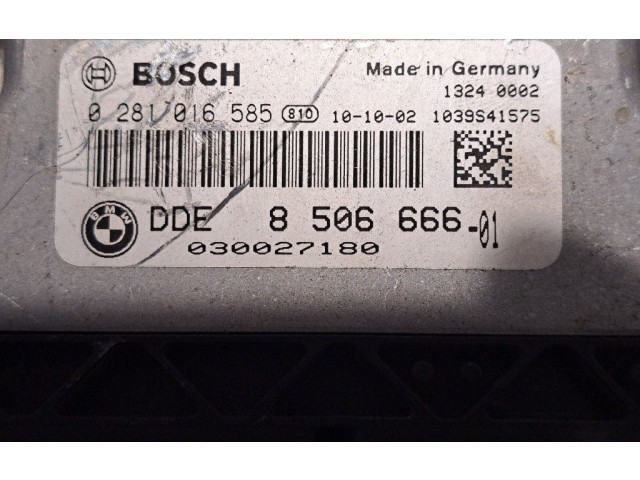 BOSCH Made in Germany
1324 0002
0 281 016 585 810 10-10-02 1039S41575
BMW DDE 8 506 666-01
030027180